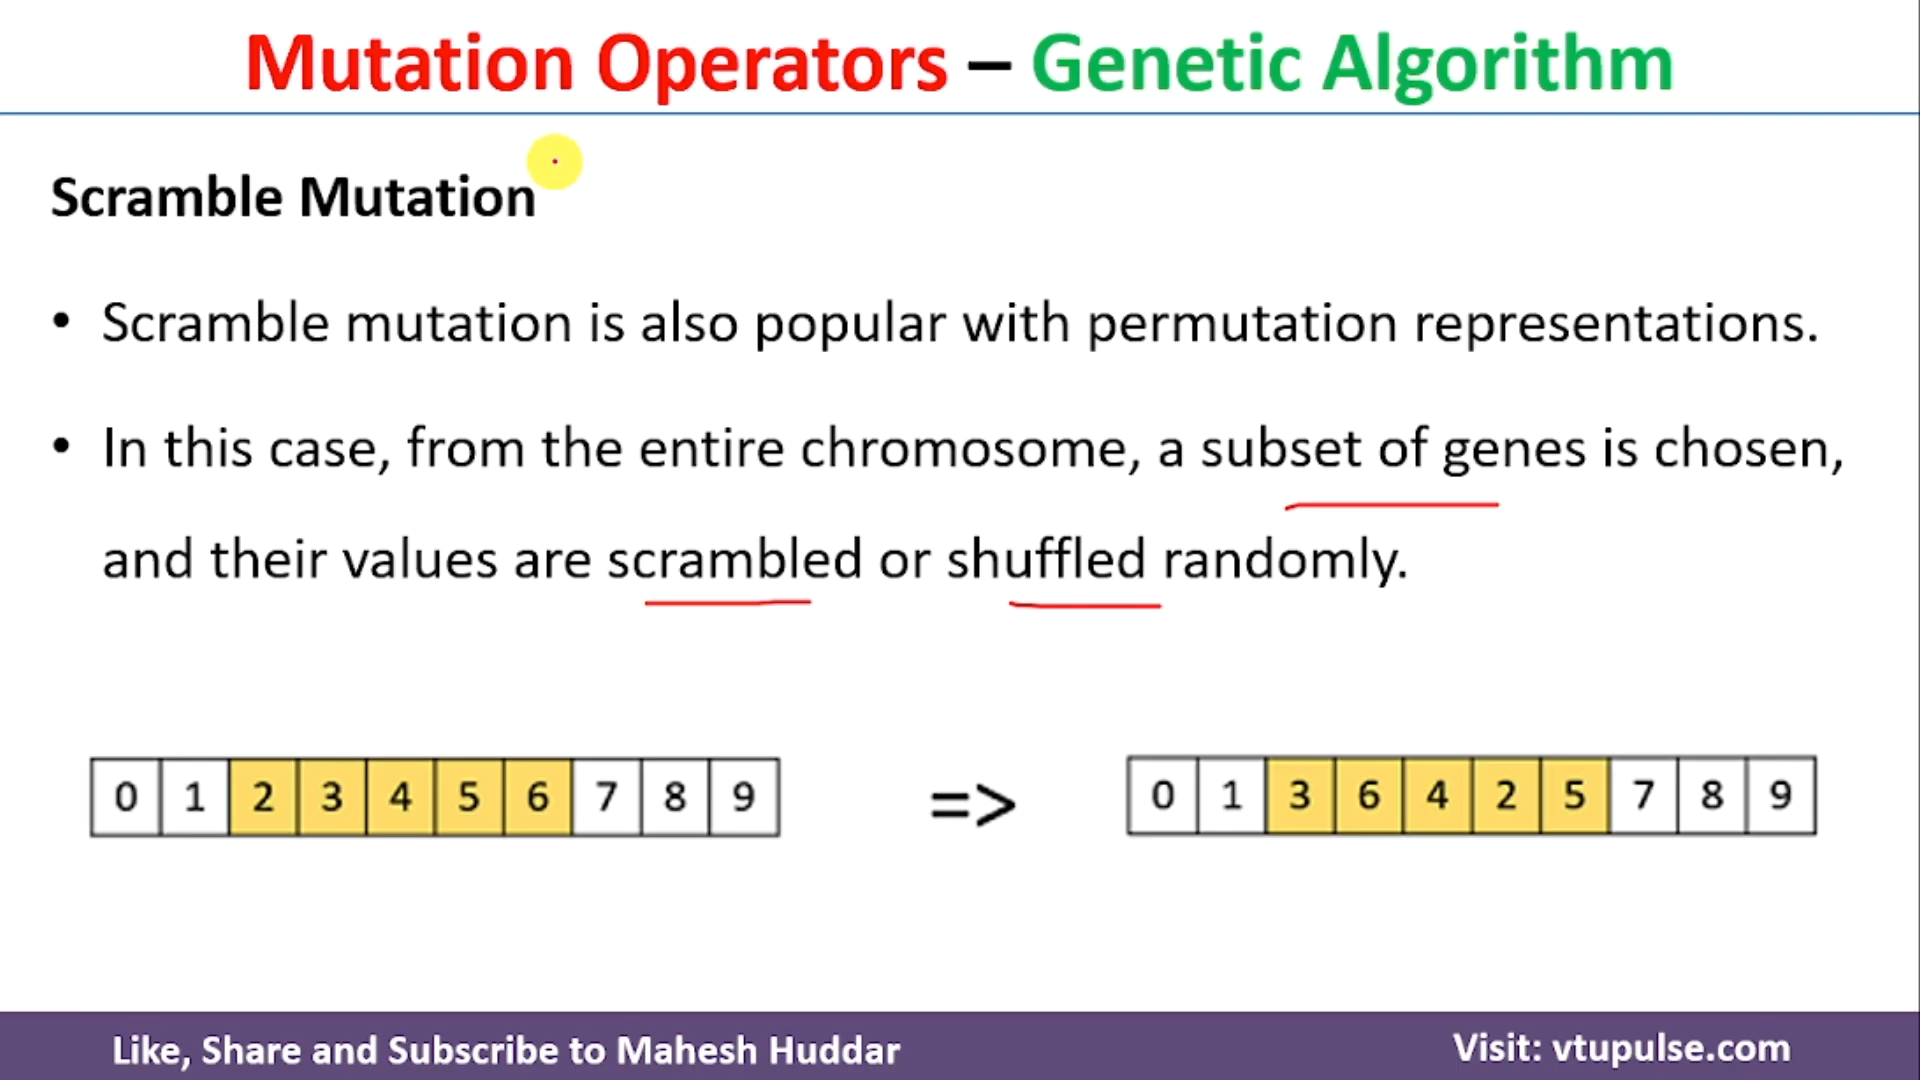 Mutation Operators – Genetic Algorithm
Scramble Mutation
• Scramble mutation is also popular with permutation representations.
• In this case, from the entire chromosome, a subset of genes is chosen,
and their values are scrambled or shuffled randomly.
0 1 2 3 4 5 6 7 8 9 => 0 1 3 6 4 2 5 7 8 9
Like, Share and Subscribe to Mahesh Huddar Visit: vtupulse.com